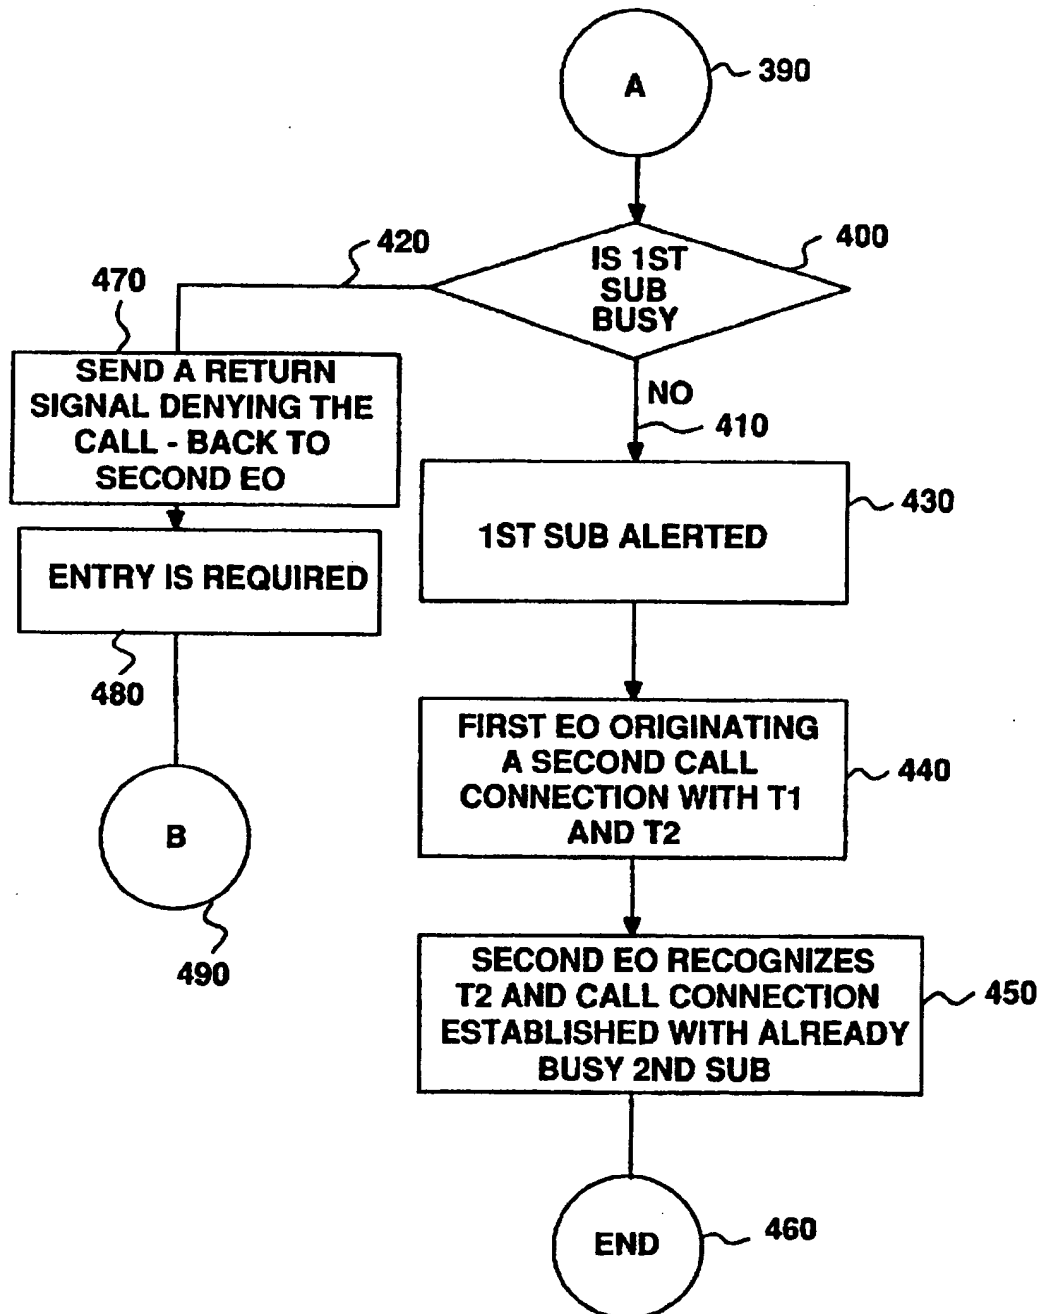 A
390
IS 1ST
SUB
BUSY
400
420
470
SEND A RETURN
SIGNAL DENYING THE
CALL - BACK TO
SECOND EO
NO
410
1ST SUB ALERTED
430
ENTRY IS REQUIRED
480
FIRST EO ORIGINATING
A SECOND CALL
CONNECTION WITH T1
AND T2
440
B
490
SECOND EO RECOGNIZES
T2 AND CALL CONNECTION
ESTABLISHED WITH ALREADY
BUSY 2ND SUB
450
END
460